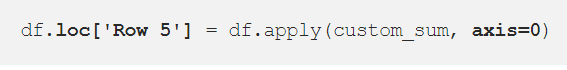 df.loc['Row 5'] = df.apply(custom_sum, axis=0)